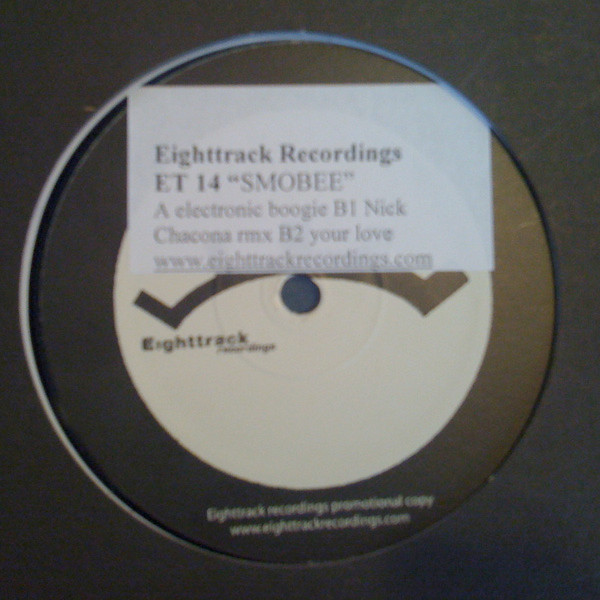 Eighttrack Recordings
ET 14 “SMOBEE”
A electronic boogie B1 Nick
Chacona rmx B2 your love
www.eighttrackrecordings.com
Eighttrack
recordings
Eighttrack recordings promotional copy
www.eighttrackrecordings.com